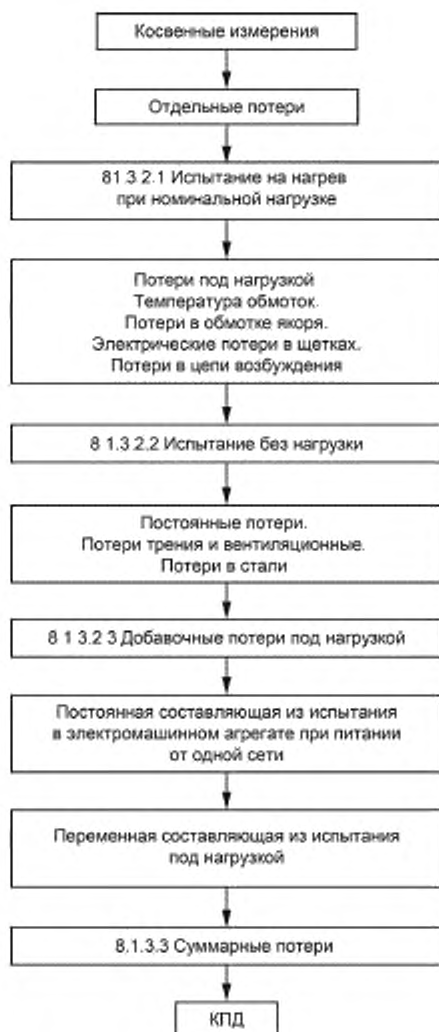 Косвенные измерения
Отдельные потери
81 3 2.1 Испытание на нагрев
при номинальной нагрузке
Потери под нагрузкой
Температура обмоток.
Потери в обмотке якоря.
Электрические потери в щетках.
Потери в цепи возбуждения
8 1.3.2.2 Испытание без нагрузки
Постоянные потери.
Потери трения и вентиляционные.
Потери в стали
8 1 3.2 3 Добавочные потери под нагрузкой
Постоянная составляющая из испытания
в электромашинном агрегате при питании
от одной сети
Переменная составляющая из испытания
под нагрузкой
8.1.3.3 Суммарные потери
КПД